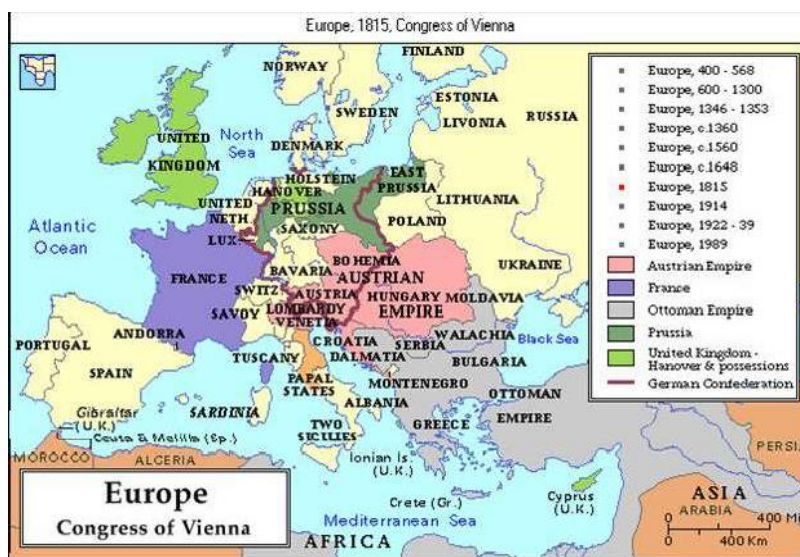 Europe, 1815, Congress of Vienna
FINLAND
NORWAY
ESTONIA
SWEDEN
LIVONIA
RUSSIA
North
Sea
UNITED
KINGDOM
DENMARK
HOLSTEIN
EAST
PRUSSIA
HANOVER
LITHUANIA
UNITED
NETH
PRUSSIA
POLAND
Atlantic
Ocean
LUX
SAXONY
BOHEMIA
UKRAINE
FRANCE
BAVARIA
AUSTRIAN
EMPIRE
SWITZ
AUSTRIA
HUNGARY
MOLDAVIA
SAVOY
LOMBARDY
VENETIA
ANDORRA
CROATIA
SERBIA
WALACHIA
Black Sea
PORTUGAL
SPAIN
TUSCANY
DALMATIA
BULGARIA
PAPAL
STATES
MONTENEGRO
OTTOMAN
EMPIRE
SARDINIA
ALBANIA
Gibraltar
(U.K.)
TWO
SICILIES
GREECE
Ceuta & Melilla (Sp.)
MOROCCO
ALGERIA
Ionian Is.
(U.K.)
PERSI
Crete (Gr.)
Cyprus
(U.K.)
ASIA
ARABIA
Mediterranean Sea
AFRICA
0 400 Mi
0 400 Km
Europe
Congress of Vienna
Europe, 400 - 568
Europe, 600 - 1300
Europe, 1346 - 1353
Europe, c.1360
Europe, c.1560
Europe, c.1648
Europe, 1815
Europe, 1914
Europe, 1922 - 39
Europe, 1989
Austrian Empire
France
Ottoman Empire
Prussia
United Kingdom -
Hanover & possessions
German Confederation